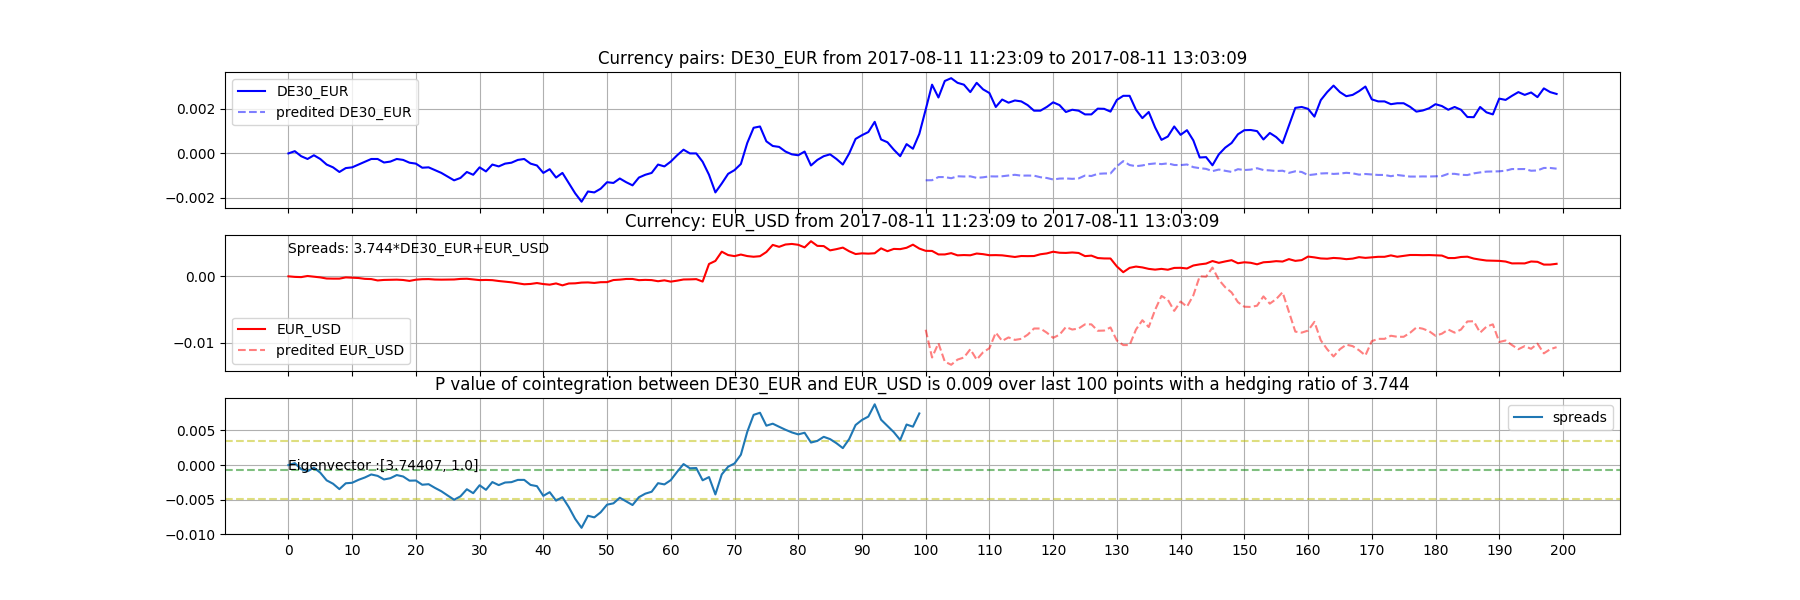 Currency pairs: DE30_EUR from 2017-08-11 11:23:09 to 2017-08-11 13:03:09
DE30_EUR
predited DE30_EUR
0.002
0.000
−0.002
Currency: EUR_USD from 2017-08-11 11:23:09 to 2017-08-11 13:03:09
Spreads: 3.744*DE30_EUR+EUR_USD
0.00
−0.01
EUR_USD
predited EUR_USD
P value of cointegration between DE30_EUR and EUR_USD is 0.009 over last 100 points with a hedging ratio of 3.744
spreads
0.005
0.000
−0.005
−0.010
Eigenvector :[3.74407, 1.0]
0 10 20 30 40 50 60 70 80 90 100 110 120 130 140 150 160 170 180 190 200